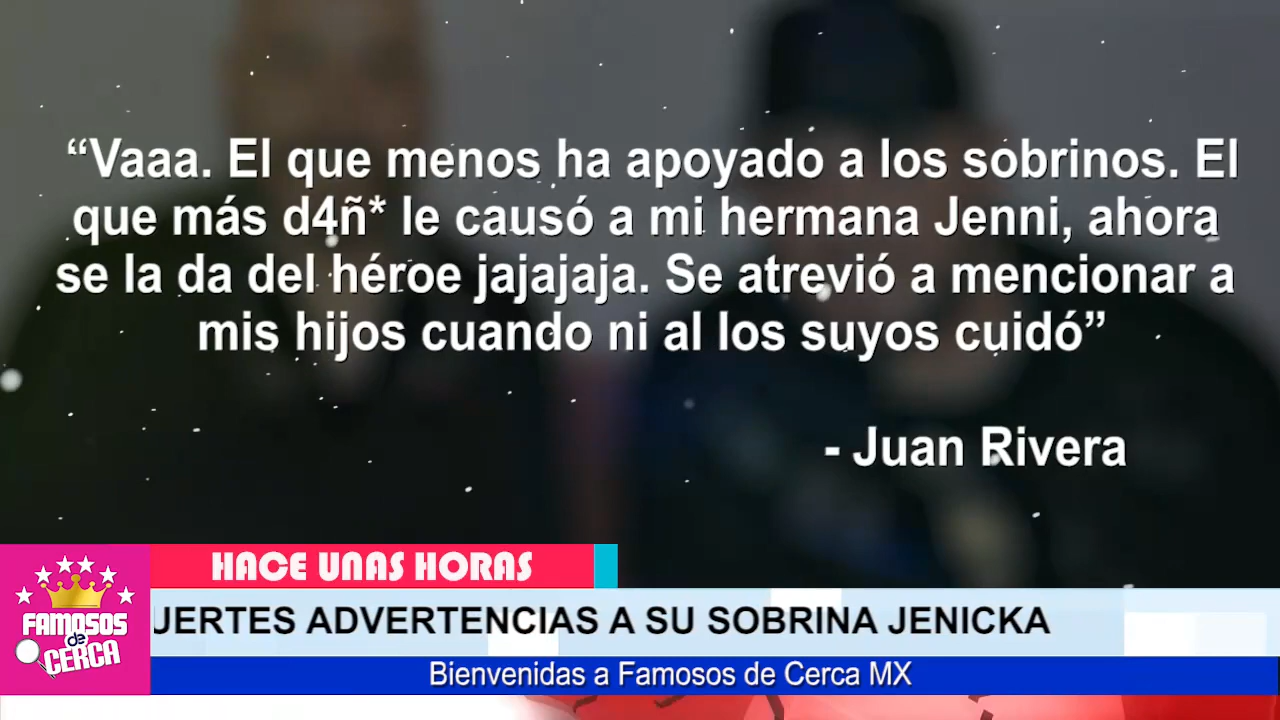 “Vaaa. El que menos ha apoyado a los sobrinos. El
que más d4ñ* le causó a mi hermana Jenni, ahora
se la da del héroe jajajaja. Se atrevió a mencionar a
mis hijos cuando ni al los suyos cuidó”
- Juan Rivera
HACE UNAS HORAS
UERTES ADVERTENCIAS A SU SOBRINA JENICKA
FAMOSOS
de
CERCA
Bienvenidas a Famosos de Cerca MX